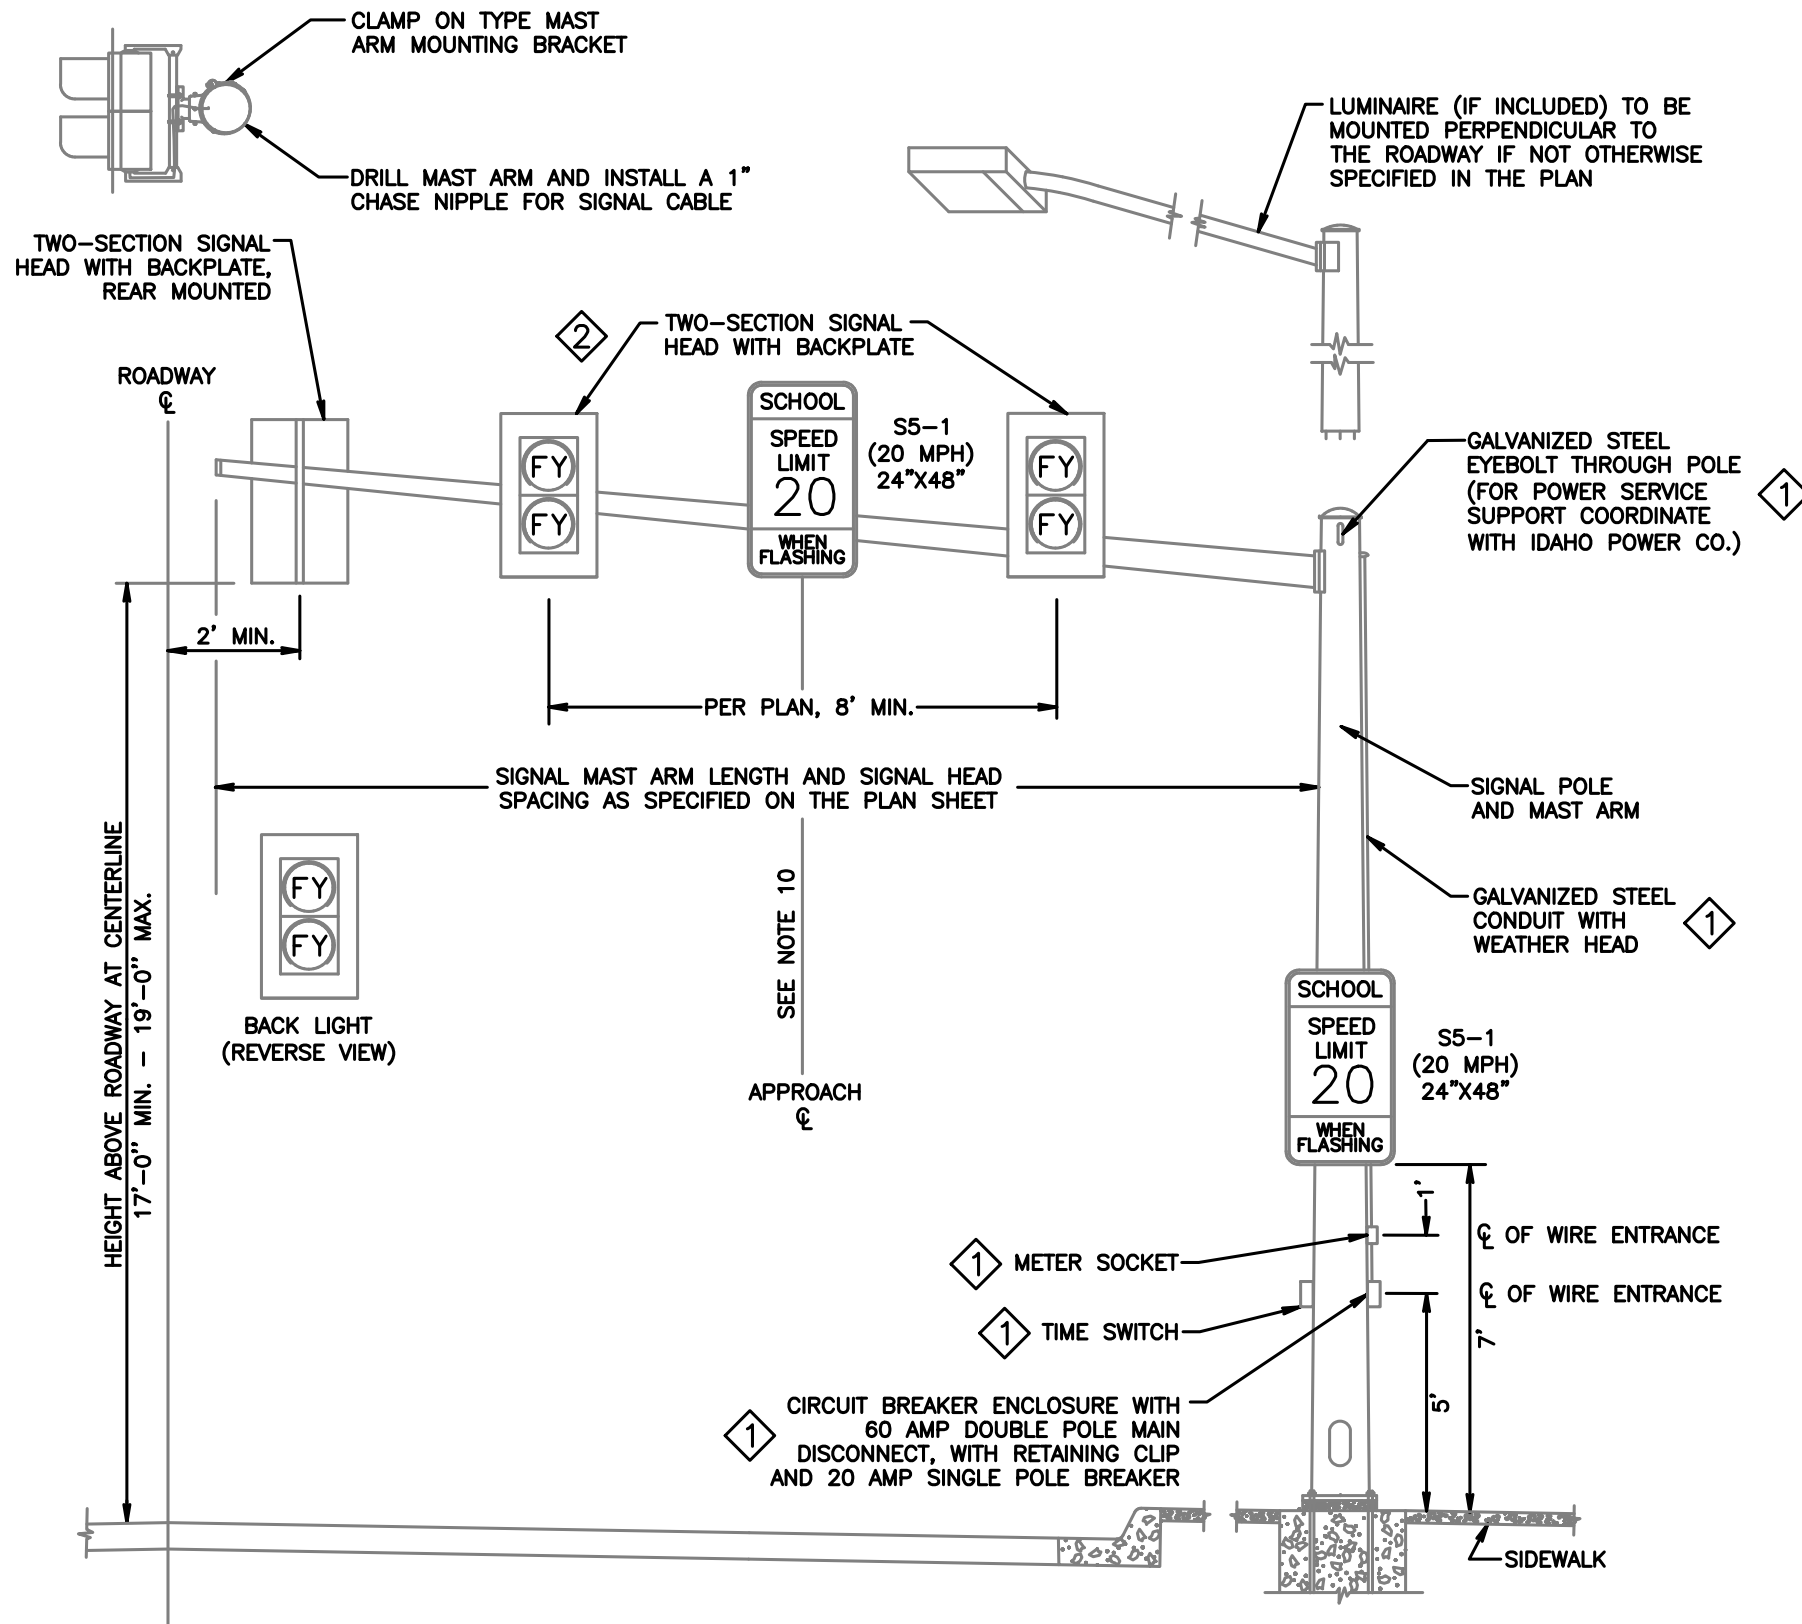 CLAMP ON TYPE MAST
ARM MOUNTING BRACKET
DRILL MAST ARM AND INSTALL A 1"
CHASE NIPPLE FOR SIGNAL CABLE
LUMINAIRE (IF INCLUDED) TO BE
MOUNTED PERPENDICULAR TO
THE ROADWAY IF NOT OTHERWISE
SPECIFIED IN THE PLAN
TWO-SECTION SIGNAL
HEAD WITH BACKPLATE,
REAR MOUNTED
2
TWO-SECTION SIGNAL
HEAD WITH BACKPLATE
ROADWAY
℄
FY
FY
SCHOOL
SPEED
LIMIT
20
WHEN
FLASHING
S5-1
(20 MPH)
24"X48"
FY
FY
GALVANIZED STEEL
EYEBOLT THROUGH POLE
(FOR POWER SERVICE
SUPPORT COORDINATE
WITH IDAHO POWER CO.)
1
2' MIN.
PER PLAN, 8' MIN.
SIGNAL MAST ARM LENGTH AND SIGNAL HEAD
SPACING AS SPECIFIED ON THE PLAN SHEET
SIGNAL POLE
AND MAST ARM
GALVANIZED STEEL
CONDUIT WITH
WEATHER HEAD
1
HEIGHT ABOVE ROADWAY AT CENTERLINE
17'-0" MIN. - 19'-0" MAX.
FY
FY
BACK LIGHT
(REVERSE VIEW)
SEE NOTE 10
APPROACH
℄
SCHOOL
SPEED
LIMIT
20
WHEN
FLASHING
S5-1
(20 MPH)
24"X48"
1'
℄ OF WIRE ENTRANCE
1
METER SOCKET
℄ OF WIRE ENTRANCE
1
TIME SWITCH
7'
5'
1
CIRCUIT BREAKER ENCLOSURE WITH
60 AMP DOUBLE POLE MAIN
DISCONNECT, WITH RETAINING CLIP
AND 20 AMP SINGLE POLE BREAKER
SIDEWALK